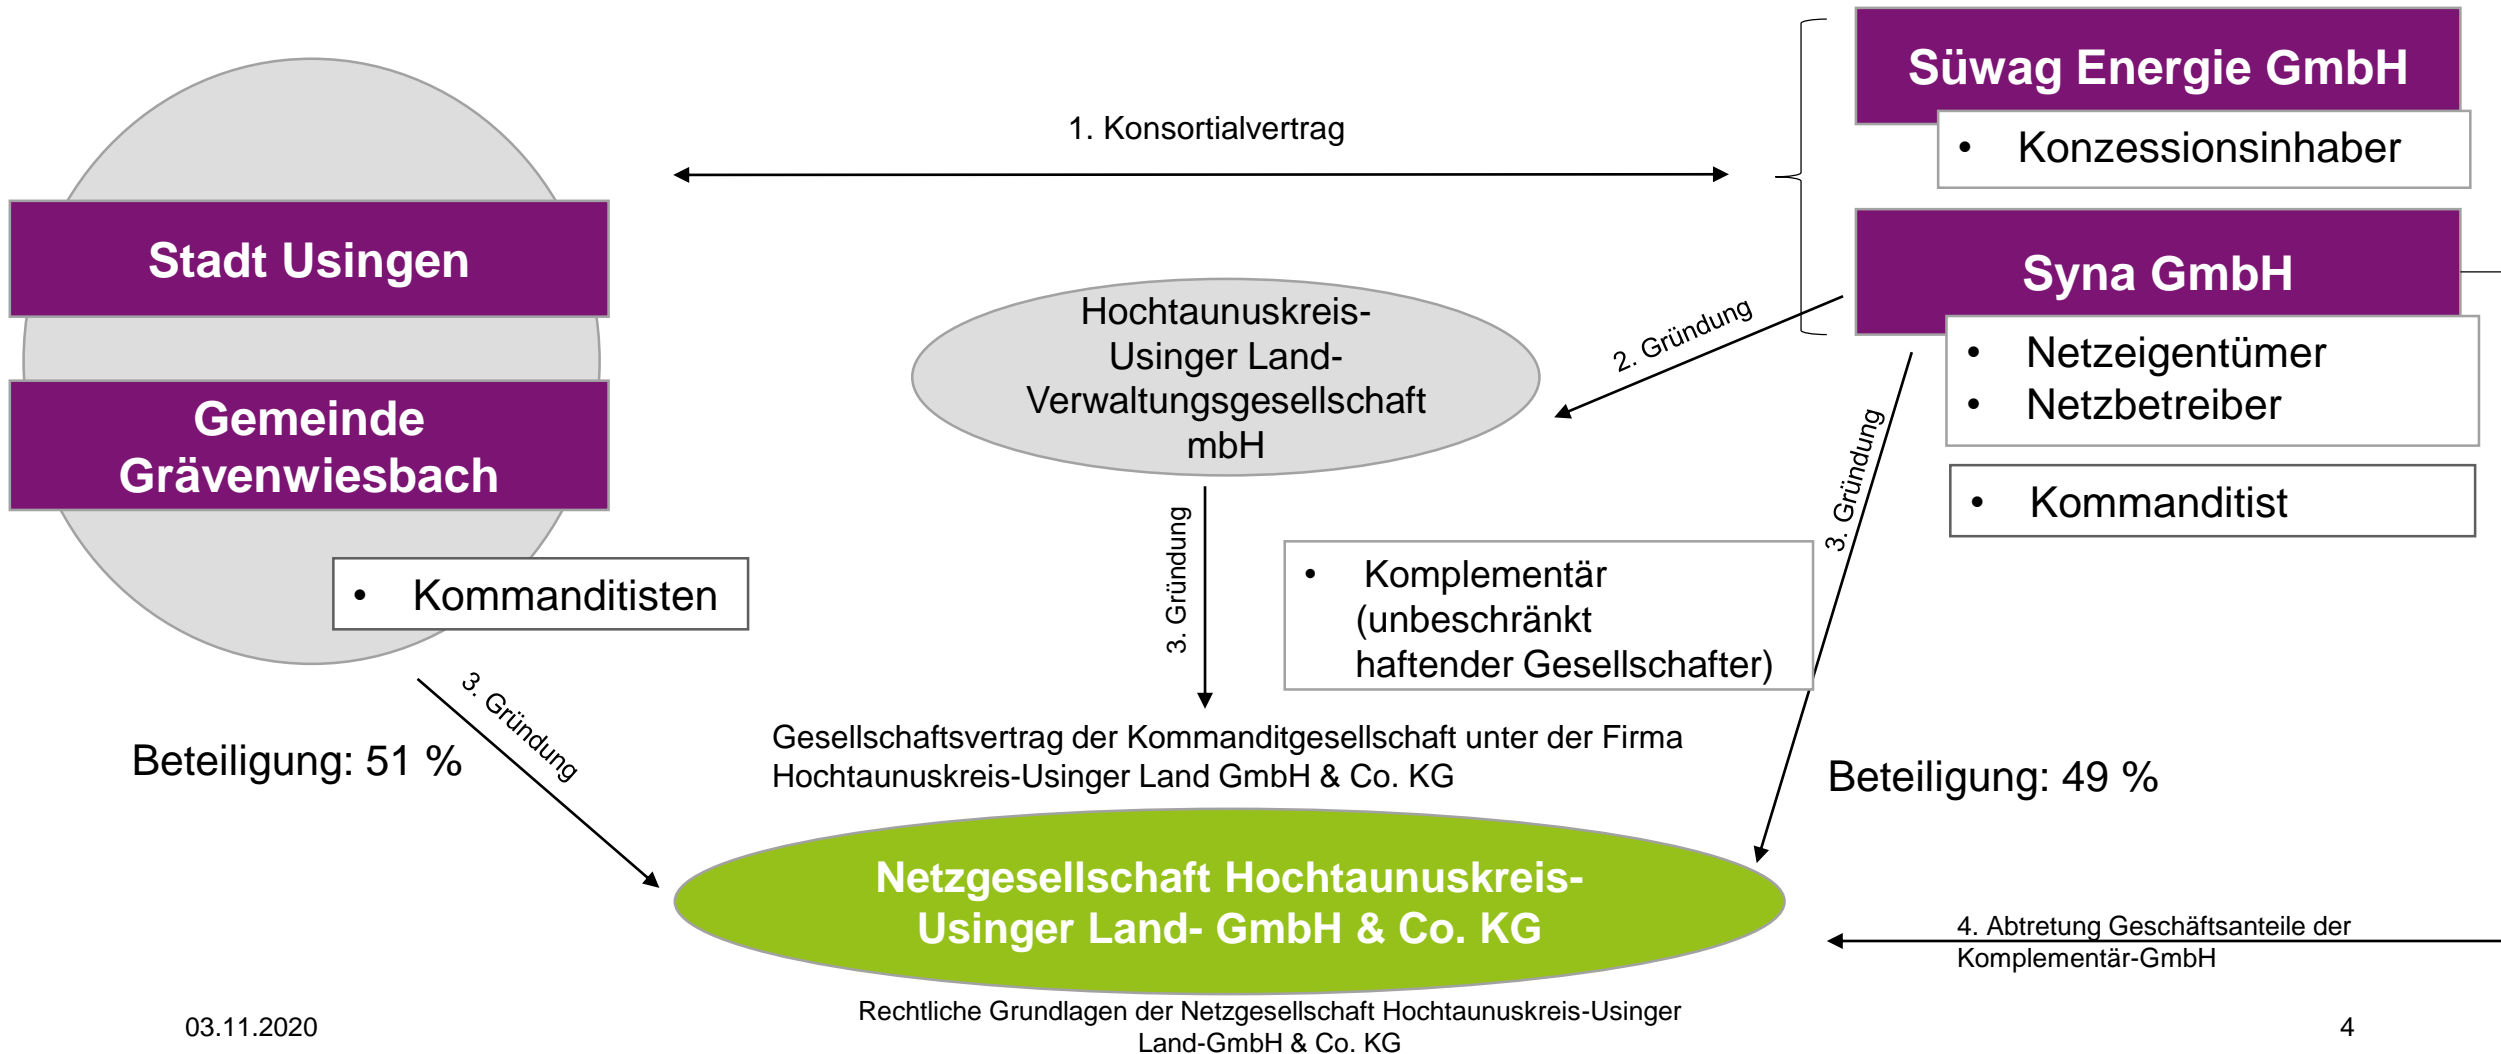 Süwag Energie GmbH
• Konzessionsinhaber
1. Konsortialvertrag
Stadt Usingen
Syna GmbH
• Netzeigentümer
• Netzbetreiber
• Kommanditist
Hochtaunuskreis-
Usinger Land-
Verwaltungsgesellschaft
mbH
2. Gründung
Gemeinde
Grävenwiesbach
• Kommanditisten
3. Gründung
3. Gründung
3. Gründung
• Komplementär
(unbeschränkt
haftender Gesellschafter)
Beteiligung: 51 %
Gesellschaftsvertrag der Kommanditgesellschaft unter der Firma
Hochtaunuskreis-Usinger Land GmbH & Co. KG
Beteiligung: 49 %
Netzgesellschaft Hochtaunuskreis-
Usinger Land- GmbH & Co. KG
4. Abtretung Geschäftsanteile der
Komplementär-GmbH
03.11.2020
Rechtliche Grundlagen der Netzgesellschaft Hochtaunuskreis-Usinger
Land-GmbH & Co. KG
4